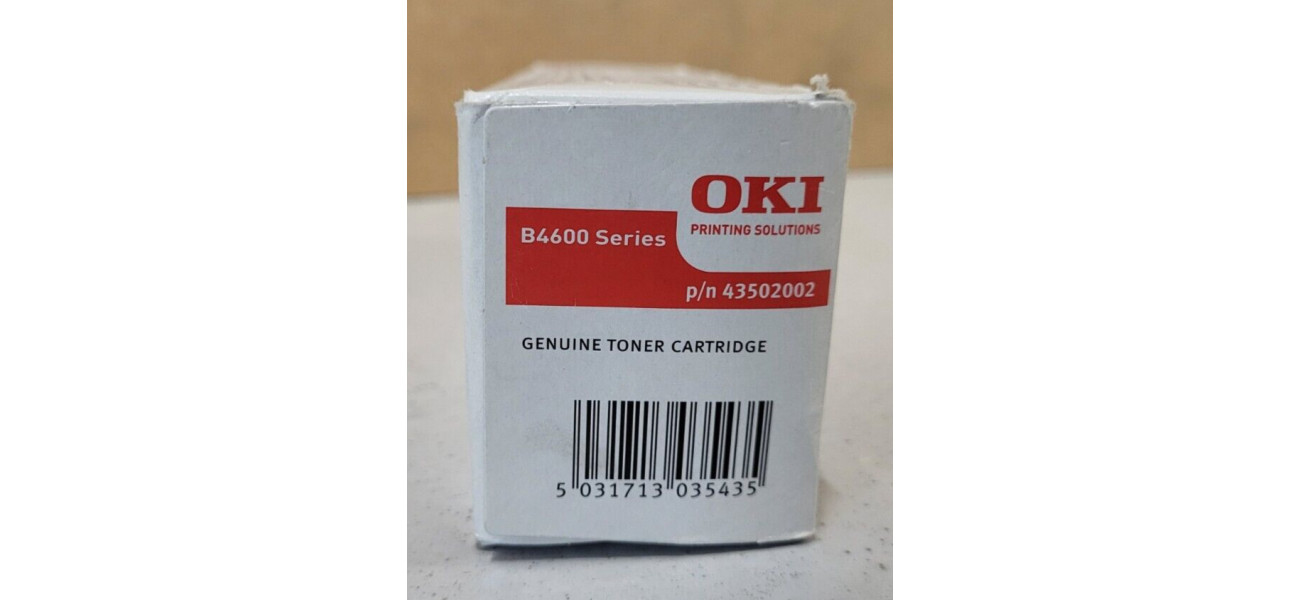 OKI
PRINTING SOLUTIONS
B4600 Series
p/n 43502002
GENUINE TONER CARTRIDGE
5 031713 035435